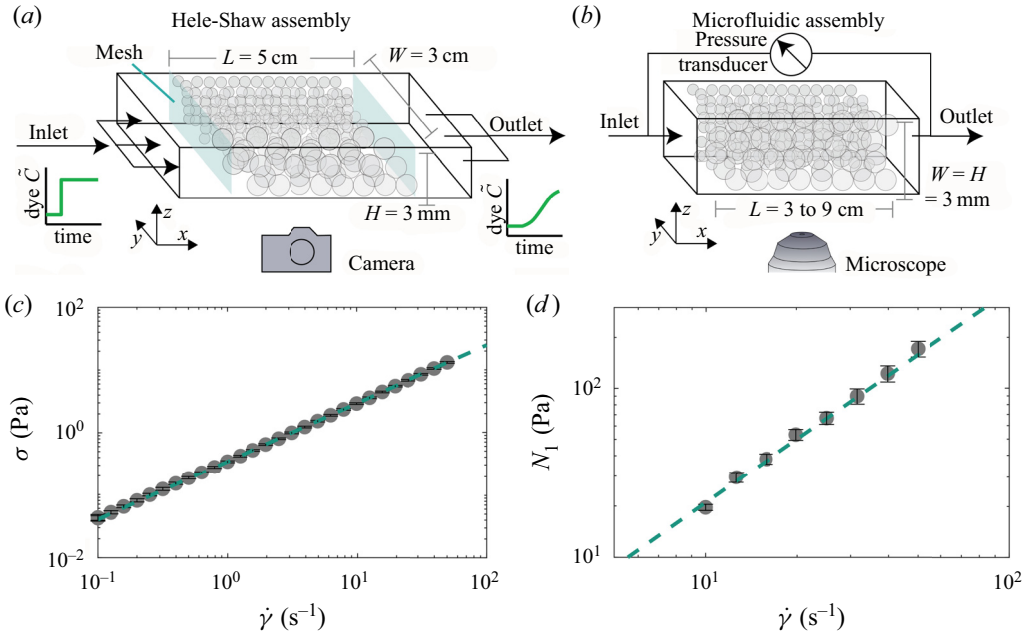 (a)
Hele-Shaw assembly
Mesh
L = 5 cm
W = 3 cm
Inlet
Outlet
H = 3 mm
dye C̃
time
z
y
x
Camera
dye C̃
time
(b)
Microfluidic assembly
Pressure
transducer
Inlet
Outlet
W = H
= 3 mm
L = 3 to 9 cm
z
y
x
Microscope
(c)
10²
10⁰
10⁻²
σ (Pa)
10⁻¹ 10⁰ 10¹ 10²
γ̇ (s⁻¹)
(d)
10²
10¹
N₁ (Pa)
10¹ 10²
γ̇ (s⁻¹)